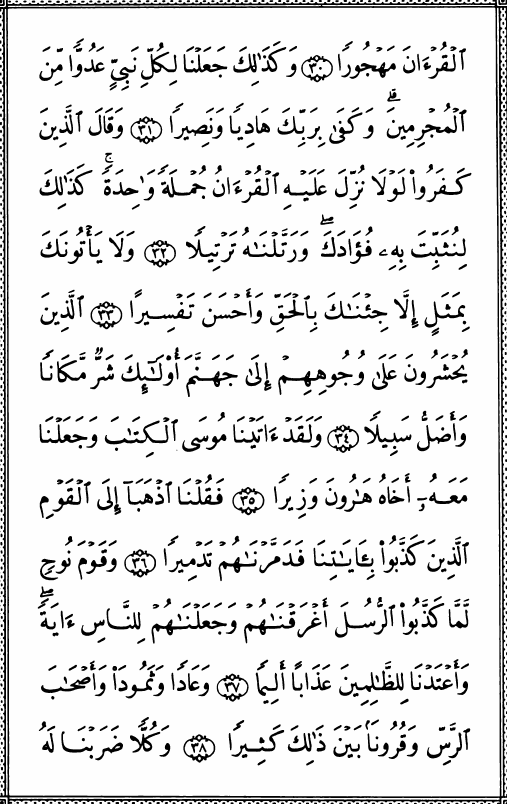 ٱلْقُرْءَانَ مَهْجُورًا ٣٠ وَكَذَٰلِكَ جَعَلْنَا لِكُلِّ نَبِيٍّ عَدُوًّا مِّنَ
ٱلْمُجْرِمِينَ ۗ وَكَفَىٰ بِرَبِّكَ هَادِيًا وَنَصِيرًا ٣١ وَقَالَ ٱلَّذِينَ
كَفَرُوا۟ لَوْلَا نُزِّلَ عَلَيْهِ ٱلْقُرْءَانُ جُمْلَةً وَٰحِدَةً ۚ كَذَٰلِكَ
لِنُثَبِّتَ بِهِۦ فُؤَادَكَ ۖ وَرَتَّلْنَٰهُ تَرْتِيلًا ٣٢ وَلَا يَأْتُونَكَ
بِمَثَلٍ إِلَّا جِئْنَٰكَ بِٱلْحَقِّ وَأَحْسَنَ تَفْسِيرًا ٣٣ ٱلَّذِينَ
يُحْشَرُونَ عَلَىٰ وُجُوهِهِمْ إِلَىٰ جَهَنَّمَ أُو۟لَٰٓئِكَ شَرٌّ مَّكَانًا
وَأَضَلُّ سَبِيلًا ٣٤ وَلَقَدْ ءَاتَيْنَا مُوسَى ٱلْكِتَٰبَ وَجَعَلْنَا
مَعَهُۥٓ أَخَاهُ هَٰرُونَ وَزِيرًا ٣٥ فَقُلْنَا ٱذْهَبَآ إِلَى ٱلْقَوْمِ
ٱلَّذِينَ كَذَّبُوا۟ بِـَٔايَٰتِنَا فَدَمَّرْنَٰهُمْ تَدْمِيرًا ٣٦ وَقَوْمَ نُوحٍ
لَّمَّا كَذَّبُوا۟ ٱلرُّسُلَ أَغْرَقْنَٰهُمْ وَجَعَلْنَٰهُمْ لِلنَّاسِ ءَايَةً ۖ
وَأَعْتَدْنَا لِلظَّٰلِمِينَ عَذَابًا أَلِيمًا ٣٧ وَعَادًا وَثَمُودَا۟ وَأَصْحَٰبَ
ٱلرَّسِّ وَقُرُونًۢا بَيْنَ ذَٰلِكَ كَثِيرًا ٣٨ وَكُلًّا ضَرَبْنَا لَهُ